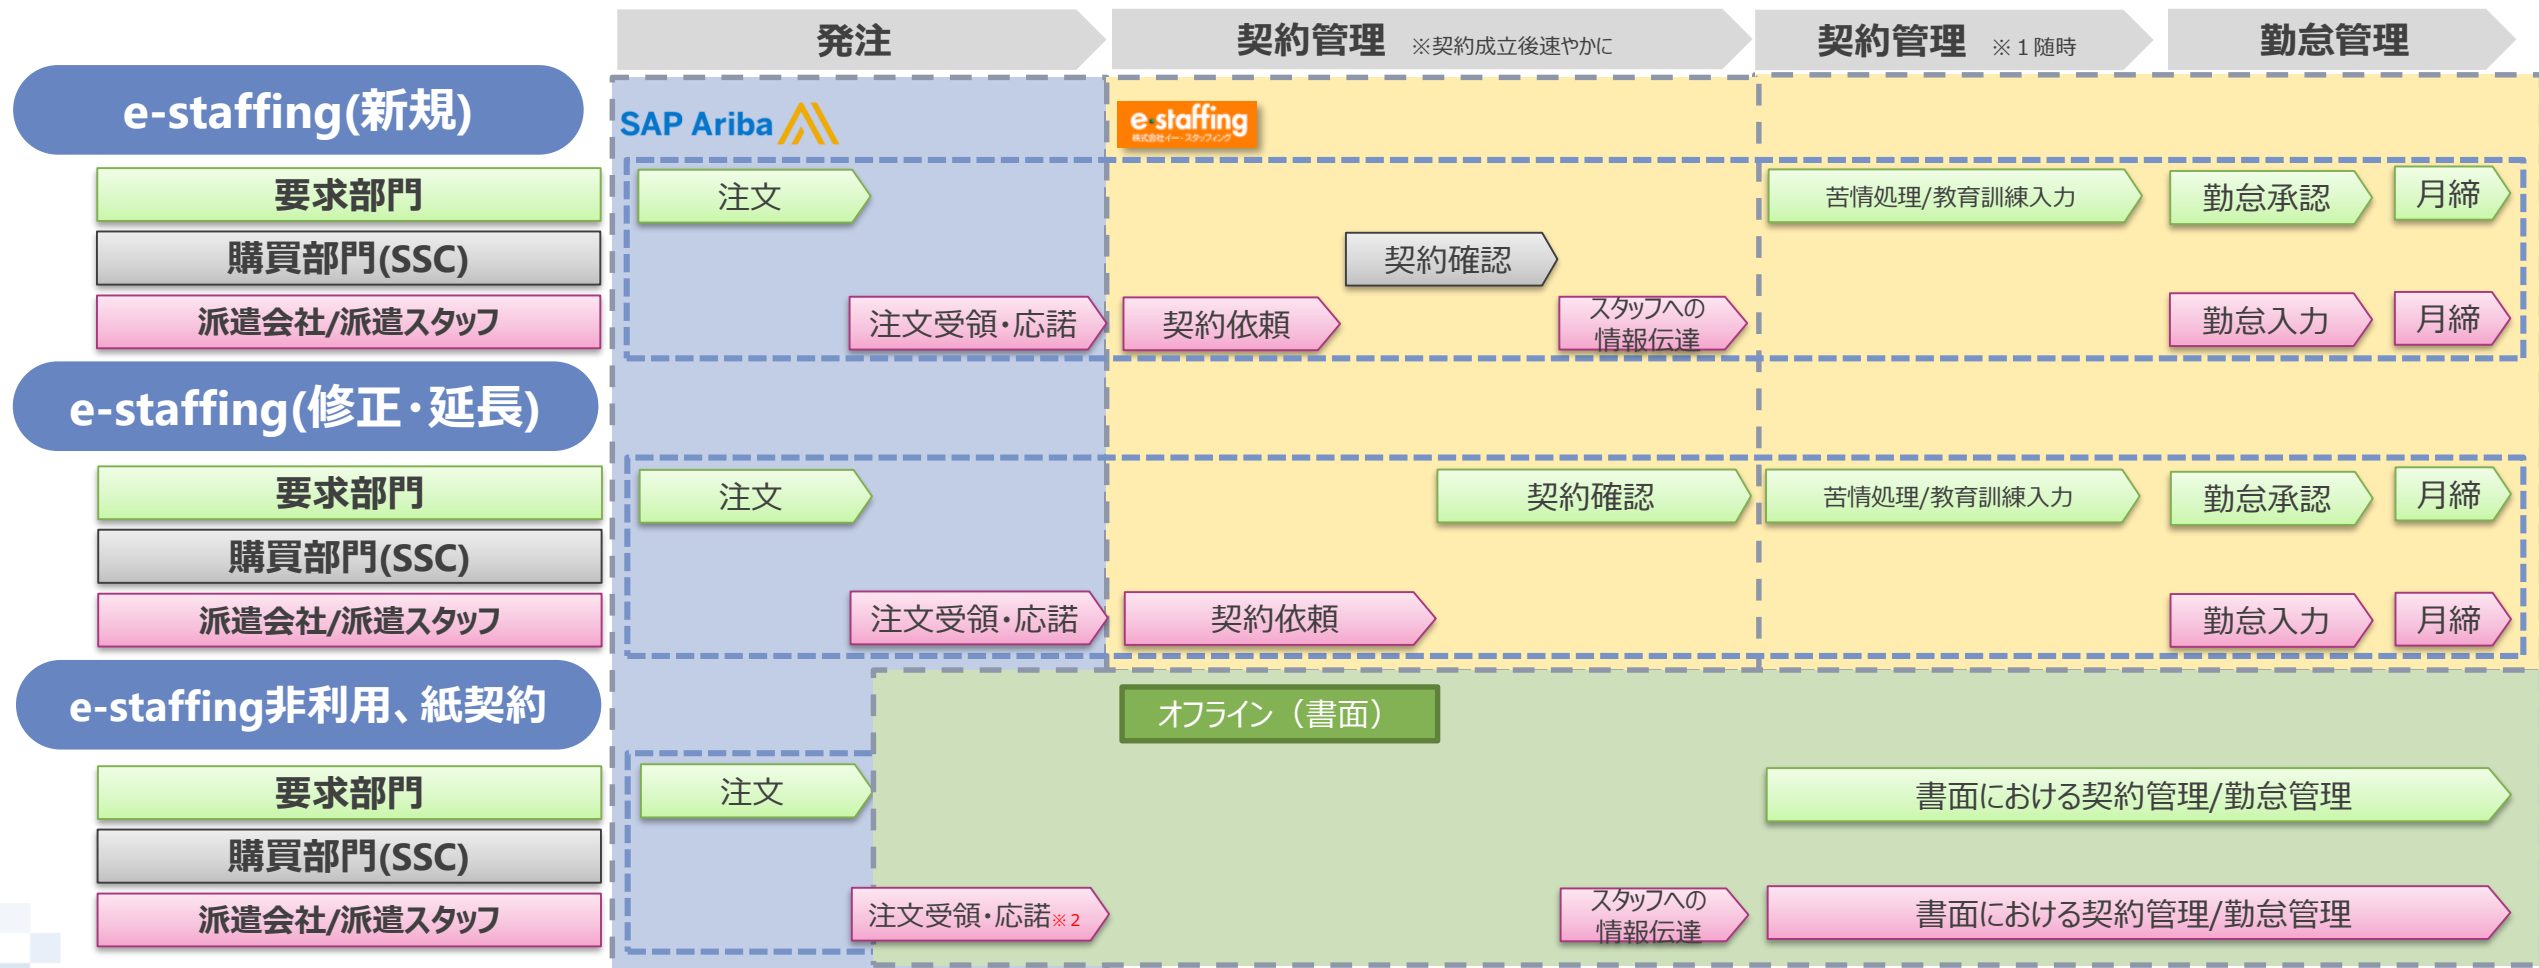 発注
契約管理 ※契約成立後速やかに
契約管理 ※１随時
勤怠管理
e-staffing(新規)
SAP Ariba
e-staffing
株式会社イー・スタッフィング
要求部門
注文
苦情処理/教育訓練入力
勤怠承認
月締
購買部門(SSC)
契約確認
派遣会社/派遣スタッフ
注文受領・応諾
契約依頼
スタッフへの
情報伝達
勤怠入力
月締
e-staffing(修正・延長)
要求部門
注文
契約確認
苦情処理/教育訓練入力
勤怠承認
月締
購買部門(SSC)
派遣会社/派遣スタッフ
注文受領・応諾
契約依頼
勤怠入力
月締
e-staffing非利用、紙契約
オフライン（書面）
要求部門
注文
書面における契約管理/勤怠管理
購買部門(SSC)
派遣会社/派遣スタッフ
注文受領・応諾※２
スタッフへの
情報伝達
書面における契約管理/勤怠管理